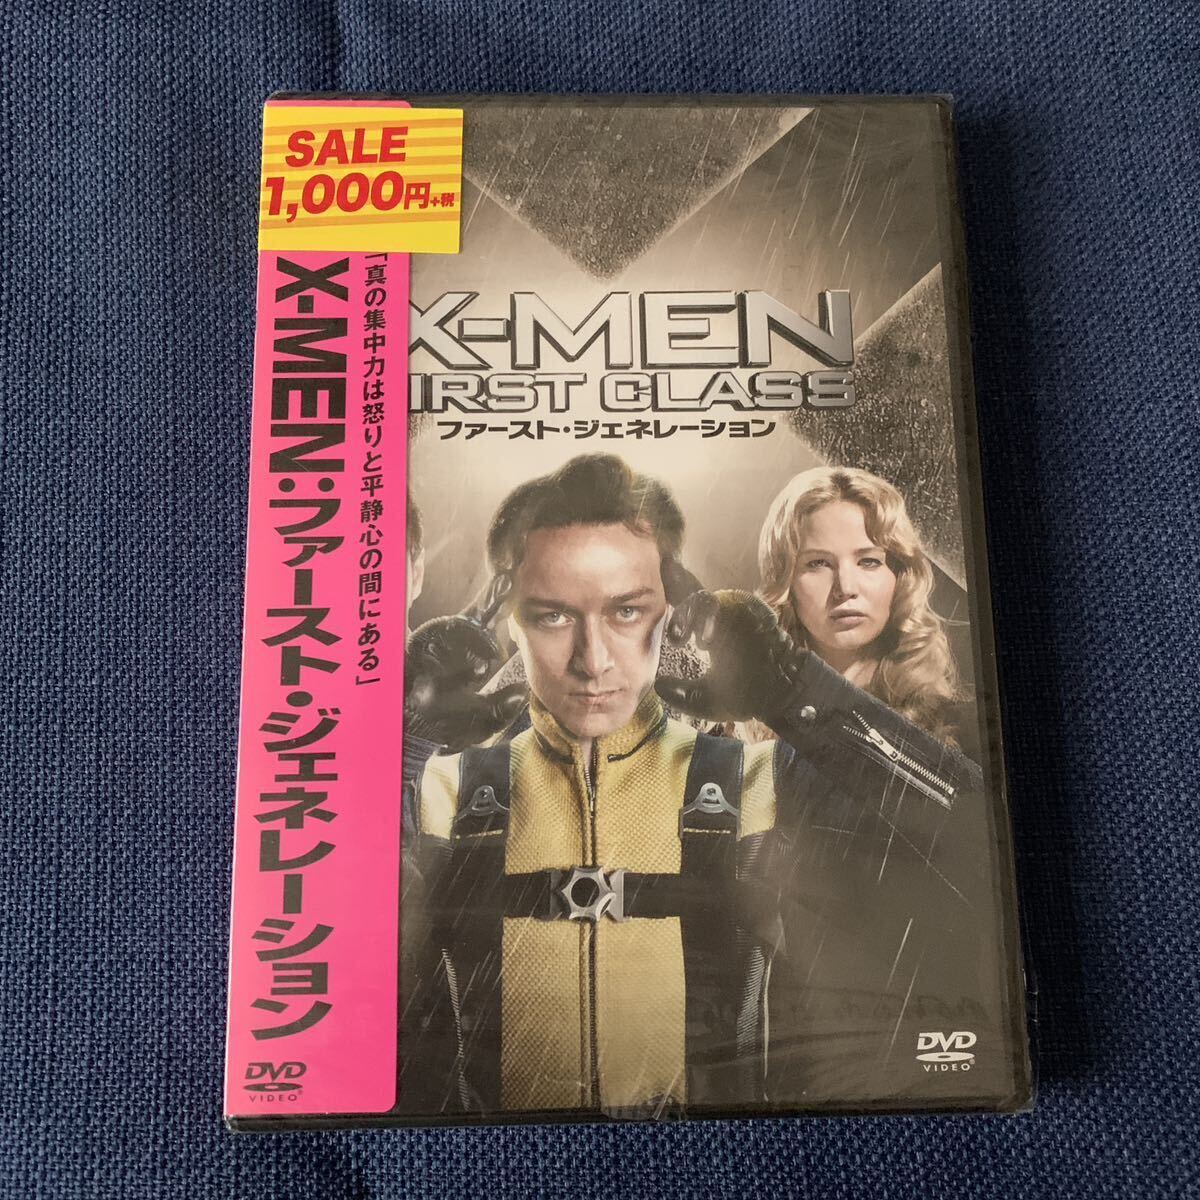 SALE
1,000円+税
「真の集中力は怒りと平静心の間にある」
X-MEN:ファースト・ジェネレーション
DVD
VIDEO
X-MEN
FIRST CLASS
ファースト・ジェネレーション
DVD
VIDEO